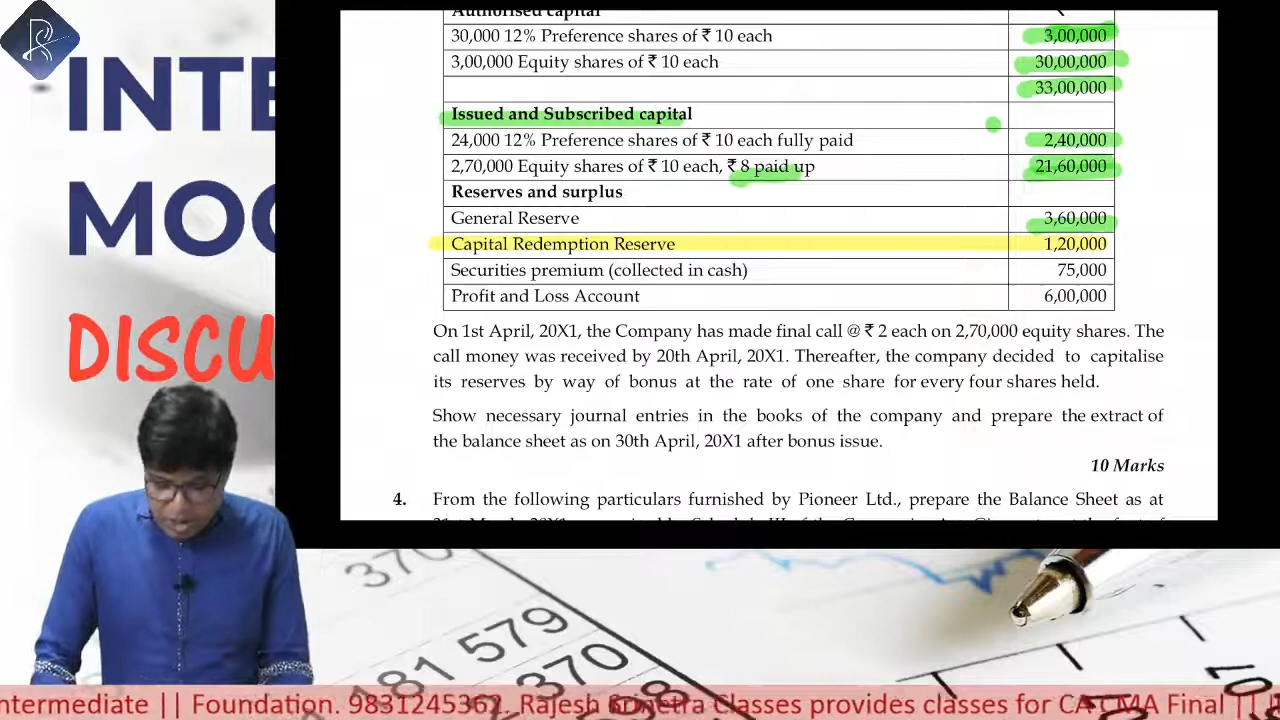 INTE
MOC
DISCU
Authorised capital ₹
30,000 12% Preference shares of ₹ 10 each 3,00,000
3,00,000 Equity shares of ₹ 10 each 30,00,000
33,00,000
Issued and Subscribed capital
24,000 12% Preference shares of ₹ 10 each fully paid 2,40,000
2,70,000 Equity shares of ₹ 10 each, ₹ 8 paid up 21,60,000
Reserves and surplus
General Reserve 3,60,000
Capital Redemption Reserve 1,20,000
Securities premium (collected in cash) 75,000
Profit and Loss Account 6,00,000
On 1st April, 20X1, the Company has made final call @ ₹ 2 each on 2,70,000 equity shares. The
call money was received by 20th April, 20X1. Thereafter, the company decided to capitalise
its reserves by way of bonus at the rate of one share for every four shares held.
Show necessary journal entries in the books of the company and prepare the extract of
the balance sheet as on 30th April, 20X1 after bonus issue.
10 Marks
4. From the following particulars furnished by Pioneer Ltd., prepare the Balance Sheet as at
370
181 579
370
ntermediate || Foundation. 9831245362. Rajesh Srinetra Classes provides classes for CA CMA Final ||